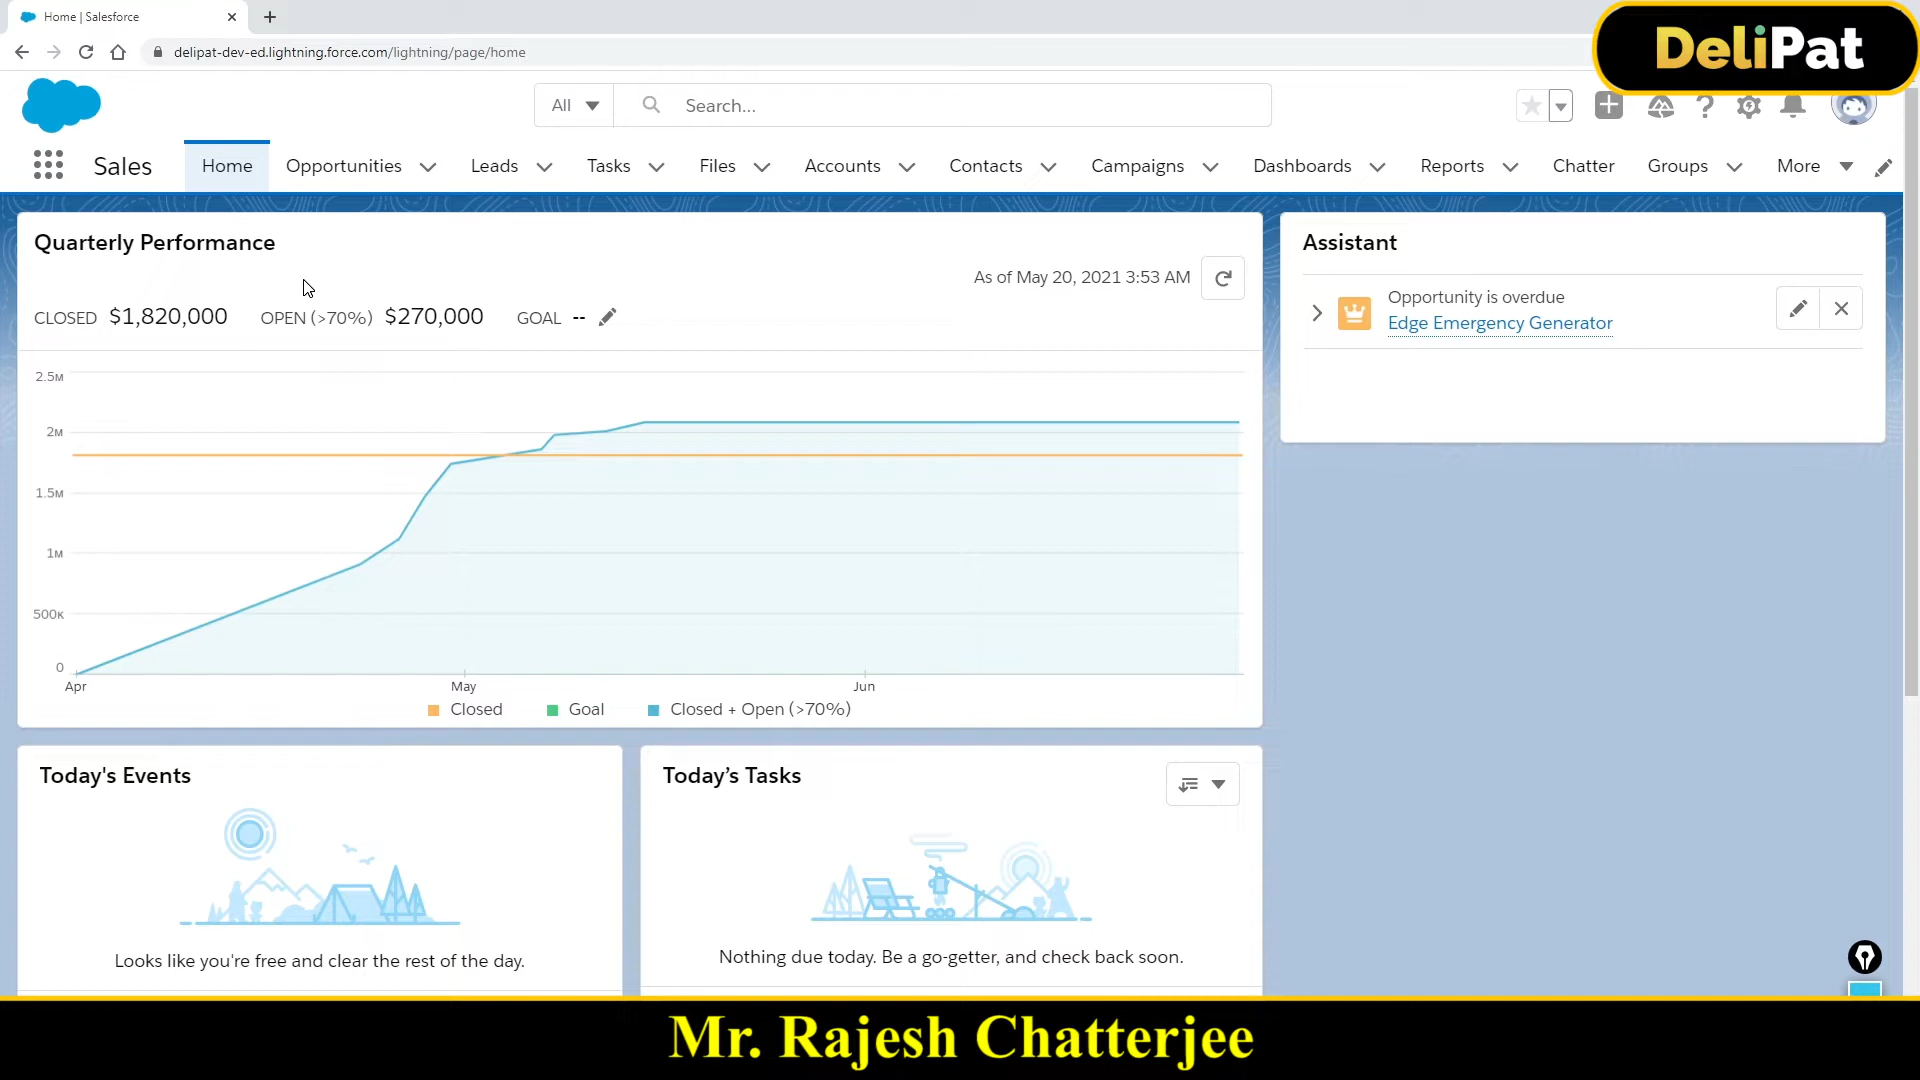 Home | Salesforce
DeliPat
delipat-dev-ed.lightning.force.com/lightning/page/home
All
Search...
Sales
Home
Opportunities
Leads
Tasks
Files
Accounts
Contacts
Campaigns
Dashboards
Reports
Chatter
Groups
More
Quarterly Performance
As of May 20, 2021 3:53 AM
CLOSED $1,820,000 OPEN (>70%) $270,000 GOAL --
2.5M
2M
1.5M
1M
500K
0
Apr May Jun
Closed Goal Closed + Open (>70%)
Assistant
Opportunity is overdue
Edge Emergency Generator
Today's Events
Looks like you're free and clear the rest of the day.
Today’s Tasks
Nothing due today. Be a go-getter, and check back soon.
Mr. Rajesh Chatterjee